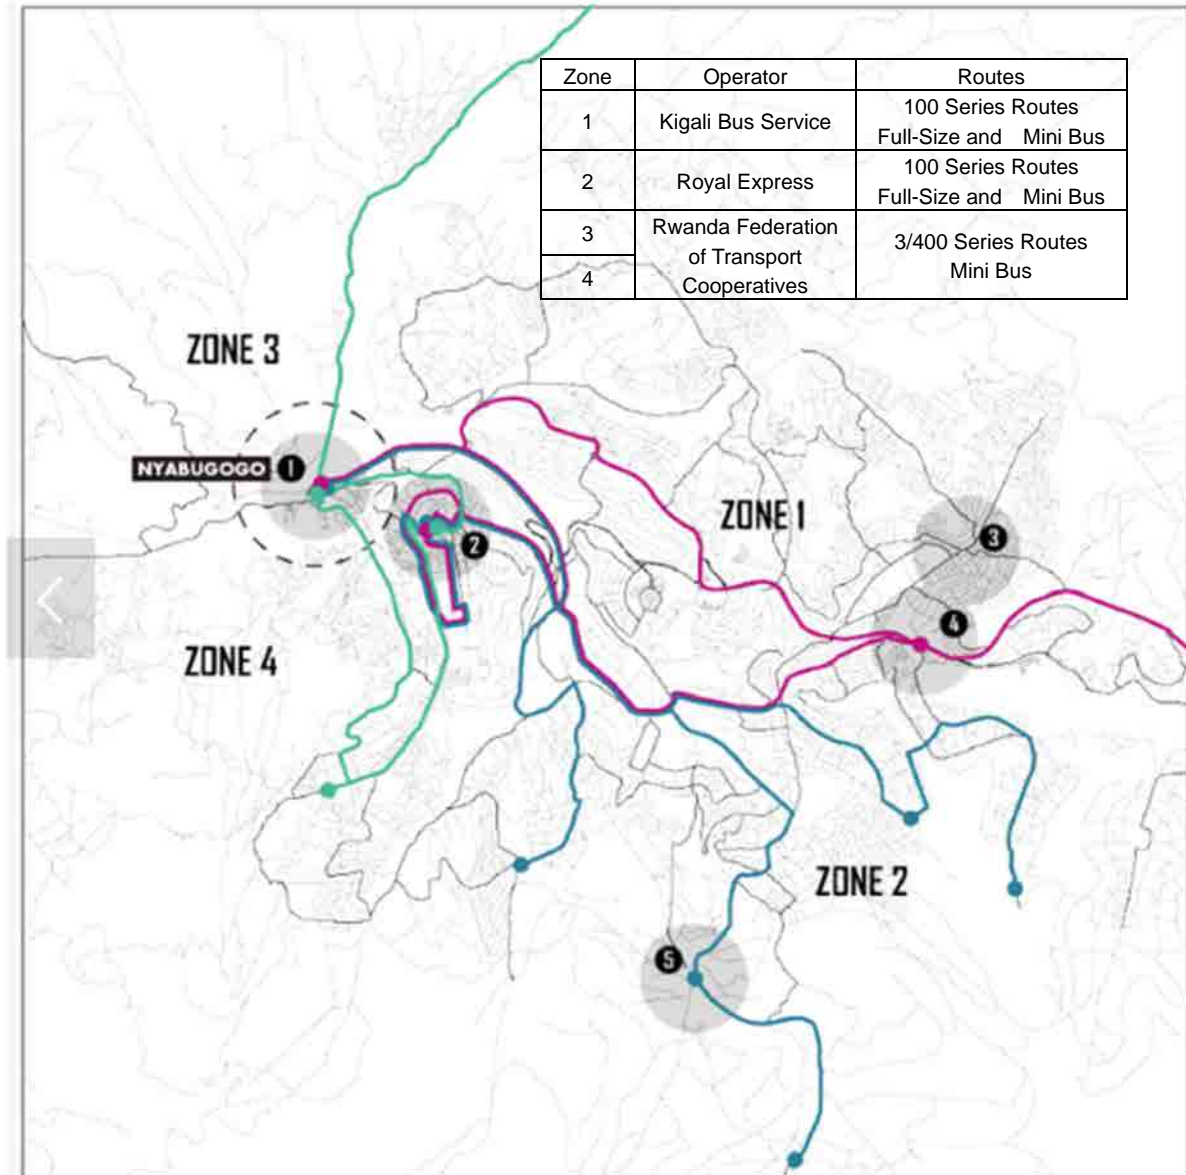 Zone Operator Routes
1 Kigali Bus Service 100 Series Routes
Full-Size and Mini Bus
2 Royal Express 100 Series Routes
Full-Size and Mini Bus
3 Rwanda Federation of Transport Cooperatives 3/400 Series Routes
4 Mini Bus
ZONE 3
NYABUGOGO 1
ZONE 1
3
2
4
ZONE 4
ZONE 2
5